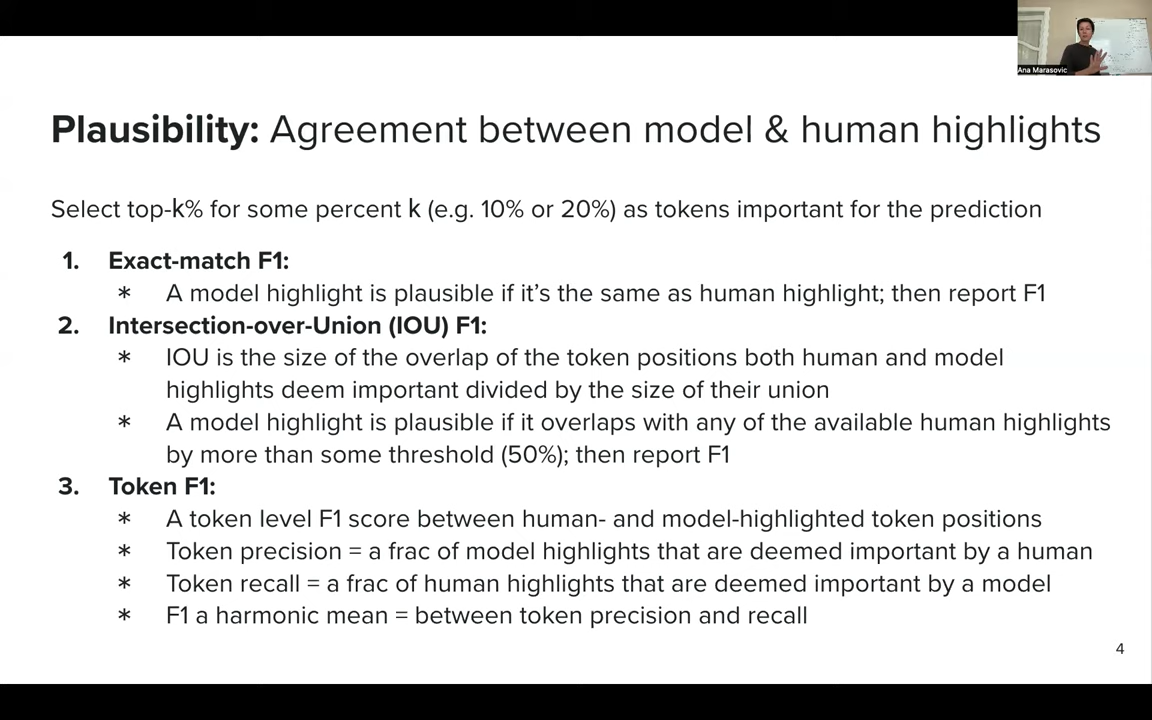 Ana Marasovic
Plausibility: Agreement between model & human highlights
Select top-k% for some percent k (e.g. 10% or 20%) as tokens important for the prediction
1. Exact-match F1:
* A model highlight is plausible if it’s the same as human highlight; then report F1
2. Intersection-over-Union (IOU) F1:
* IOU is the size of the overlap of the token positions both human and model
highlights deem important divided by the size of their union
* A model highlight is plausible if it overlaps with any of the available human highlights
by more than some threshold (50%); then report F1
3. Token F1:
* A token level F1 score between human- and model-highlighted token positions
* Token precision = a frac of model highlights that are deemed important by a human
* Token recall = a frac of human highlights that are deemed important by a model
* F1 a harmonic mean = between token precision and recall
4